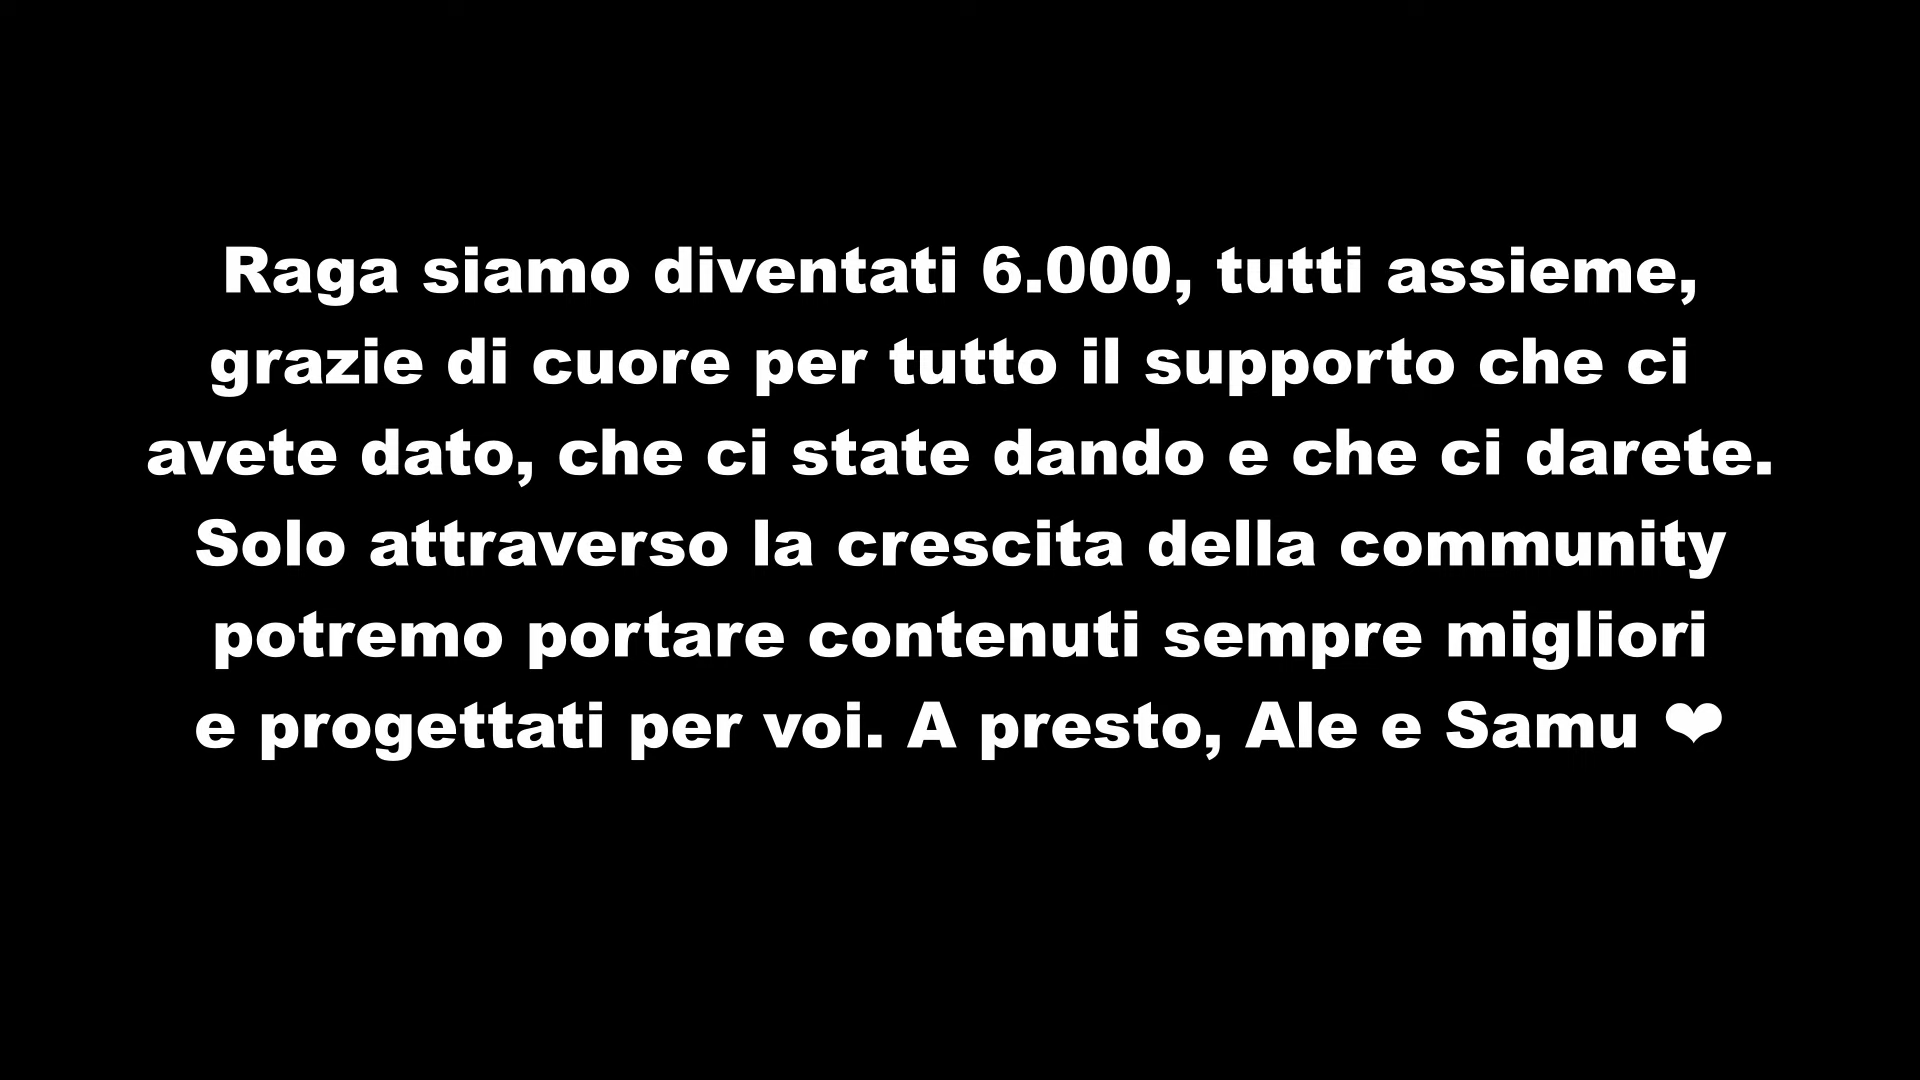 Raga siamo diventati 6.000, tutti assieme,
grazie di cuore per tutto il supporto che ci
avete dato, che ci state dando e che ci darete.
Solo attraverso la crescita della community
potremo portare contenuti sempre migliori
e progettati per voi. A presto, Ale e Samu ❤